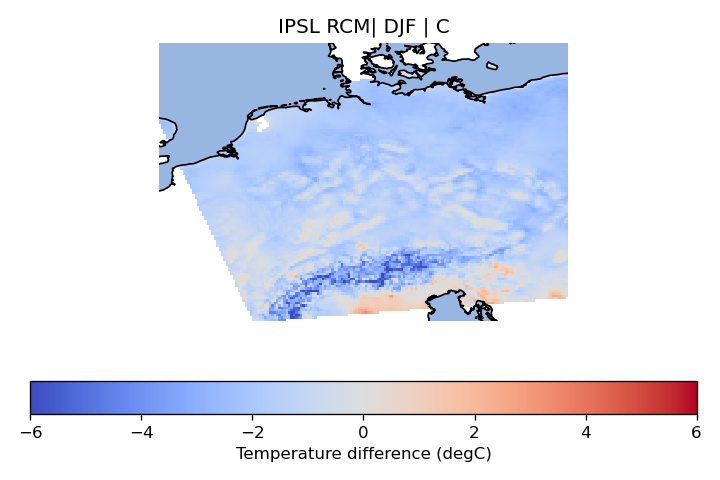 IPSL RCM| DJF | C
−6 −4 −2 0 2 4 6
Temperature difference (degC)